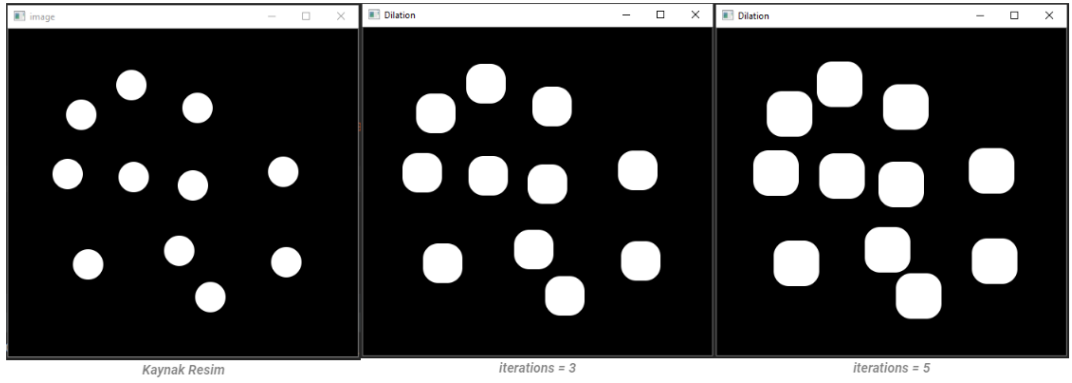 image
Dilation
Dilation
Kaynak Resim
iterations = 3
iterations = 5